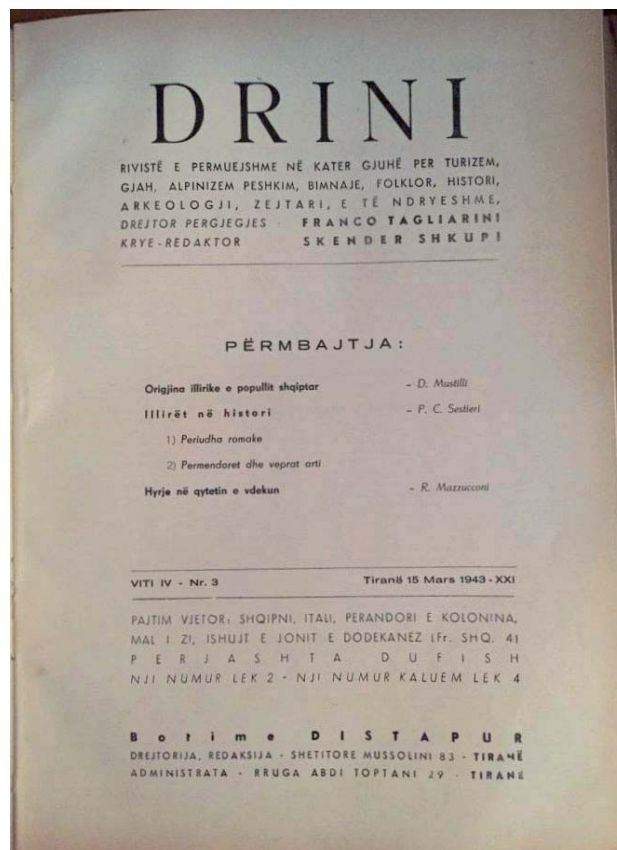 DRINI
RIVISTË E PERMUEJSHME NË KATER GJUHË PER TURIZEM,
GJAH, ALPINIZEM PESHKIM, BIMNAJE, FOLKLOR, HISTORI,
ARKEOLOGJI, ZEJTARI, E TË NDRYESHME,
DREJTOR PERGJEGJES · FRANCO TAGLIARINI
KRYE-REDAKTOR SKENDER SHKUPI
PËRMBAJTJA:
Origjina illirike e popullit shqiptar - D. Mustilli
Illirët në histori - P. C. Sestieri
1) Periudha romake
2) Permendoret dhe veprat arti
Hyrje në qytetin e vdekun - R. Mazzucconi
VITI IV - Nr. 3 Tiranë 15 Mars 1943-XXI
PAJTIM VJETOR: SHQIPNI, ITALI, PERANDORI E KOLONINA,
MAL I ZI, ISHUJT E JONIT E DODEKANEZ (Fr. SHQ. 4)
PERJASHTA DUFISH
NJI NUMUR LEK 2 - NJI NUMUR KALUEM LEK 4
Botime DISTAPUR
DREJTORIJA, REDAKSIJA - SHETITORE MUSSOLINI 83 - TIRANË
ADMINISTRATA - RRUGA ABDI TOPTANI 29 - TIRANË